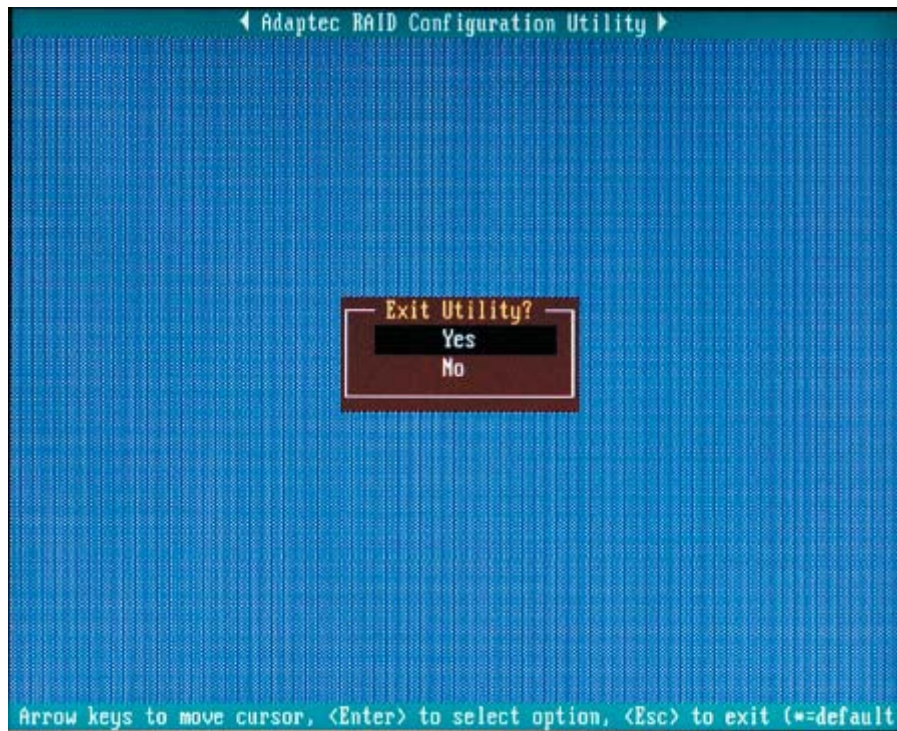 Adaptec RAID Configuration Utility
Exit Utility?
Yes
No
Arrow keys to move cursor, <Enter> to select option, <Esc> to exit (*=default